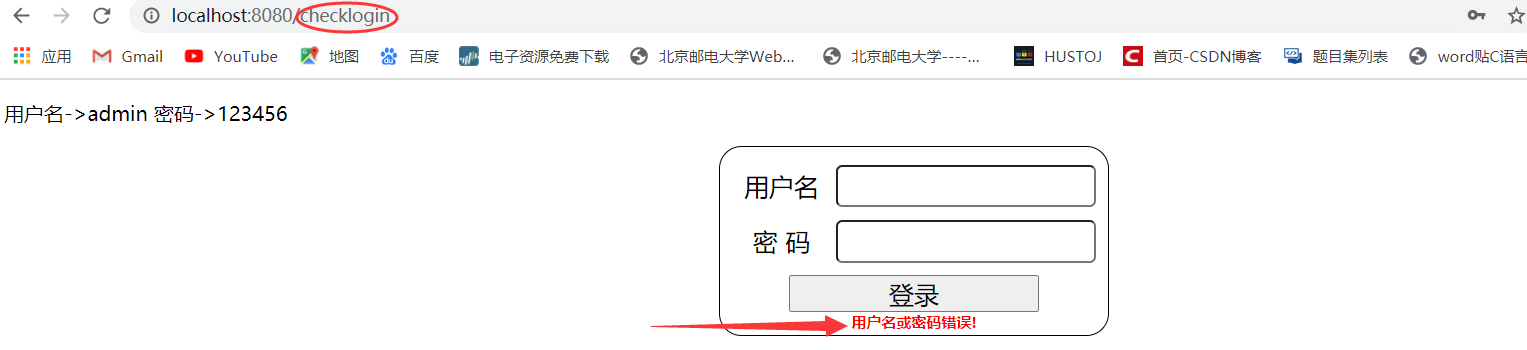 localhost:8080/checklogin
应用 Gmail YouTube 地图 百度 电子资源免费下载 北京邮电大学Web... 北京邮电大学----... HUSTOJ 首页-CSDN博客 题目集列表 word贴C语言
用户名->admin 密码->123456
用户名
密 码
登录
用户名或密码错误!